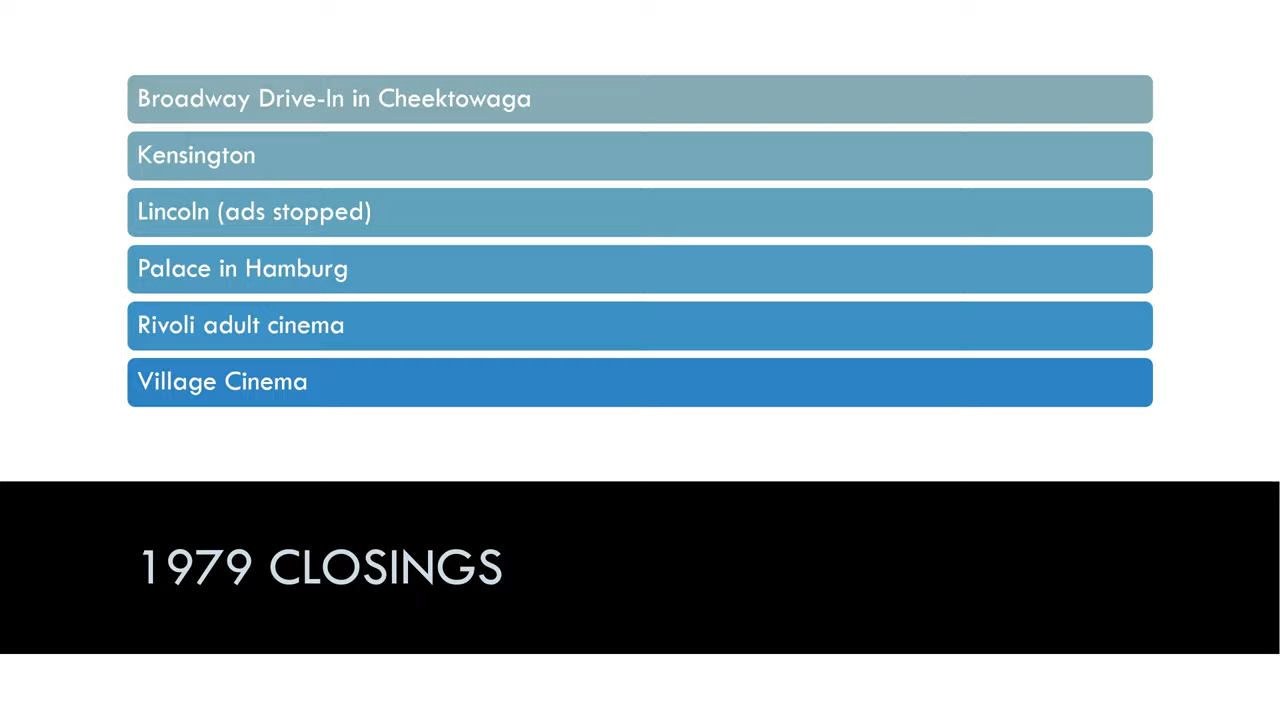 Broadway Drive-In in Cheektowaga
Kensington
Lincoln (ads stopped)
Palace in Hamburg
Rivoli adult cinema
Village Cinema
1979 CLOSINGS